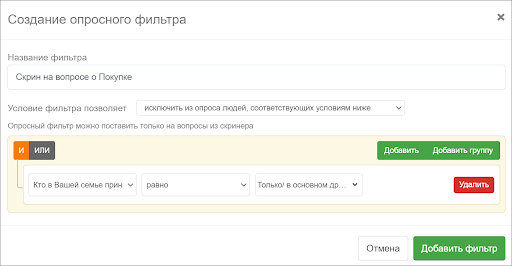 Создание опросного фильтра ×
Название фильтра
Скрин на вопросе о Покупке
Условие фильтра позволяет исключить из опроса людей, соответствующих условиям ниже
Опросный фильтр можно поставить только на вопросы из скринера
И ИЛИ Добавить Добавить группу
Кто в Вашей семье прин равно Только/ в основном др... Удалить
Отмена Добавить фильтр